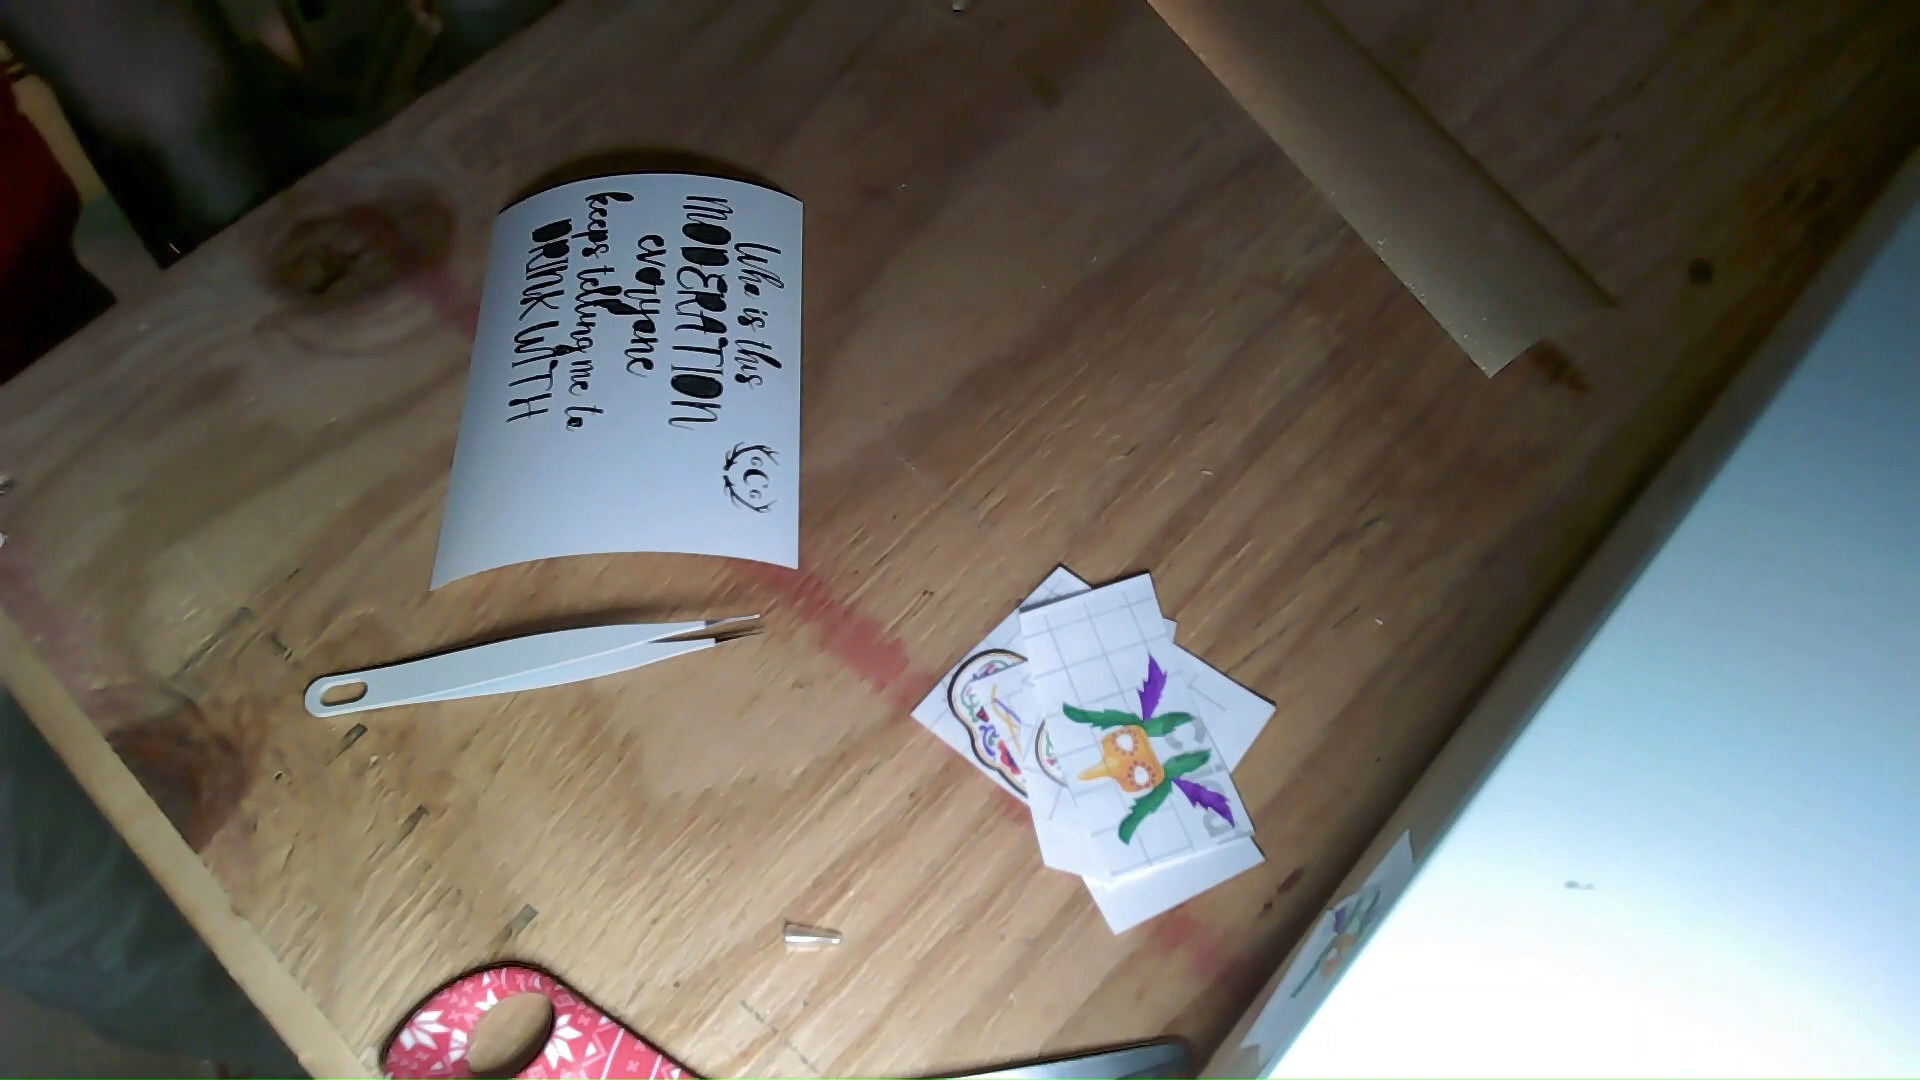 Who is this
MODERATION
everyone
keeps telling me to
DRINK WITH